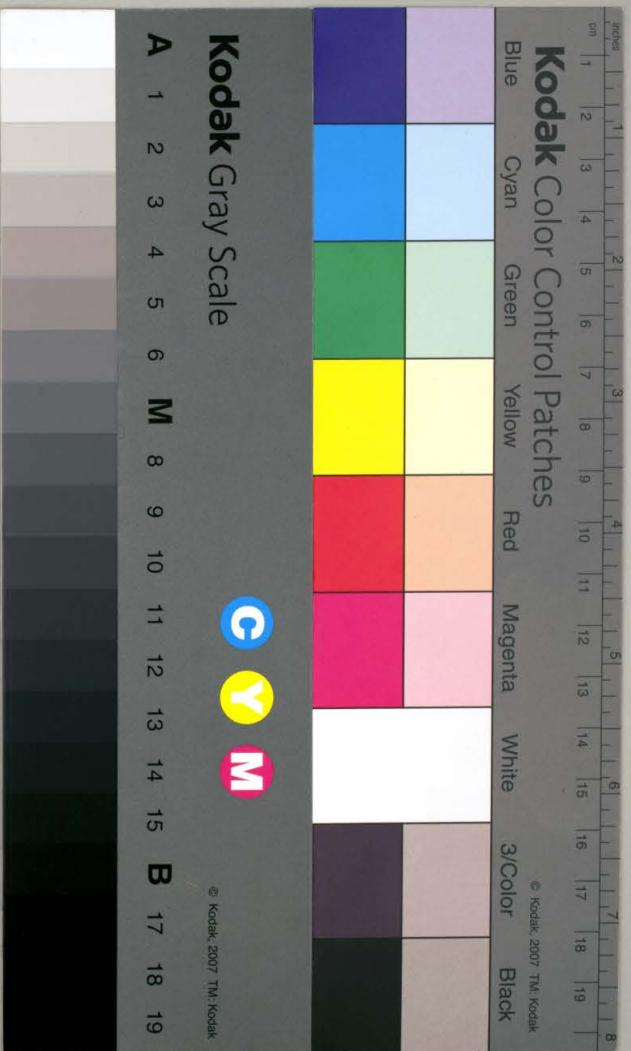 inches 1 2 3 4 5 6 7 8
cm 1 2 3 4 5 6 7 8 9 10 11 12 13 14 15 16 17 18 19
Kodak Color Control Patches
© Kodak, 2007 TM: Kodak
Blue Cyan Green Yellow Red Magenta White 3/Color Black
Kodak Gray Scale
C Y M
© Kodak, 2007 TM: Kodak
A 1 2 3 4 5 6 M 8 9 10 11 12 13 14 15 B 17 18 19